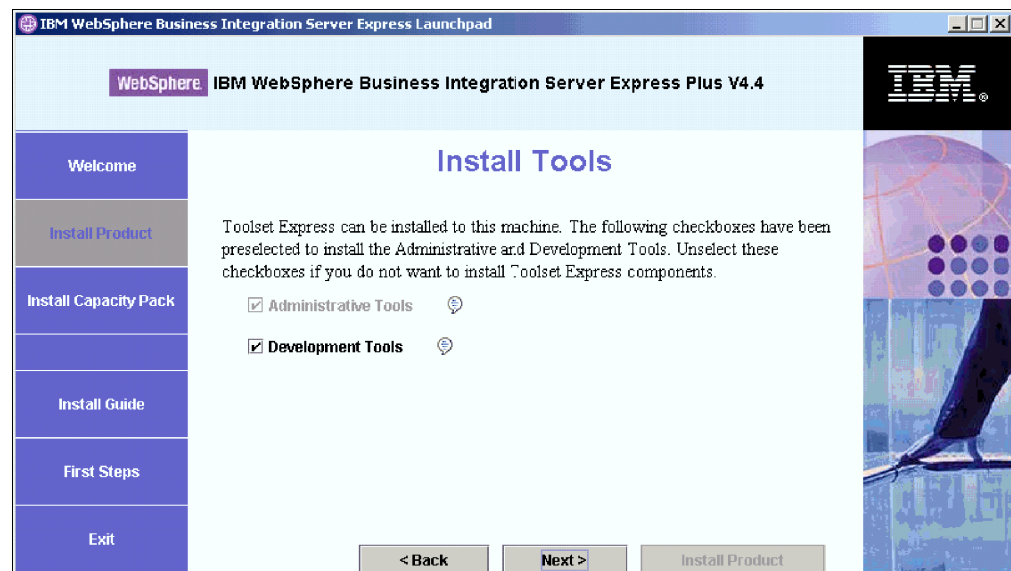 IBM WebSphere Business Integration Server Express Launchpad
WebSphere. IBM WebSphere Business Integration Server Express Plus V4.4
IBM®
Welcome
Install Product
Install Capacity Pack
Install Guide
First Steps
Exit
Install Tools
Toolset Express can be installed to this machine. The following checkboxes have been
preselected to install the Administrative and Development Tools. Unselect these
checkboxes if you do not want to install Toolset Express components.
Administrative Tools
Development Tools
< Back
Next >
Install Product